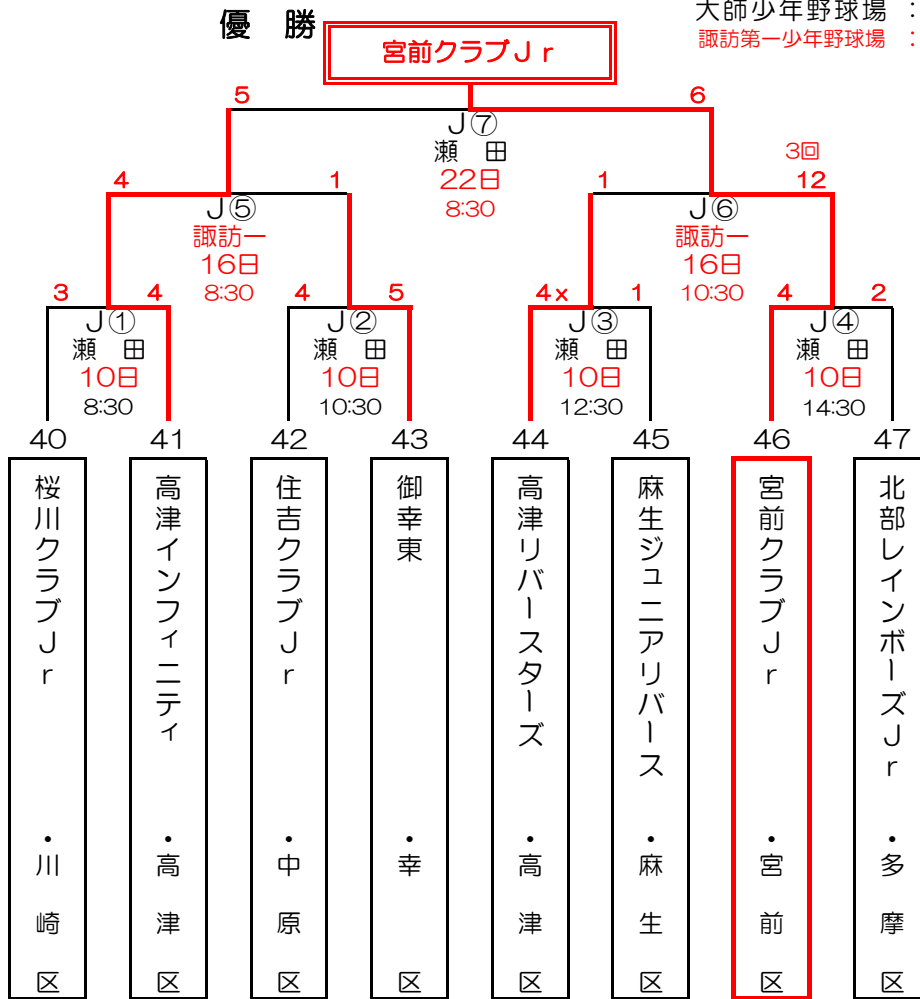 優　勝
大師少年野球場　：
諏訪第一少年野球場　：
宮前クラブＪｒ
5
6
Ｊ⑦
瀬　田
22日
8:30
3回
4
1
1
12
Ｊ⑤
諏訪一
16日
8:30
Ｊ⑥
諏訪一
16日
10:30
3
4
4
5
4x
1
4
2
Ｊ①
瀬　田
10日
8:30
Ｊ②
瀬　田
10日
10:30
Ｊ③
瀬　田
10日
12:30
Ｊ④
瀬　田
10日
14:30
40
41
42
43
44
45
46
47
桜川クラブＪｒ・川崎区
高津インフィニティ・高津区
住吉クラブＪｒ・中原区
御幸東・幸区
高津リバースターズ・高津区
麻生ジュニアリバース・麻生区
宮前クラブＪｒ・宮前区
北部レインボーズＪｒ・多摩区